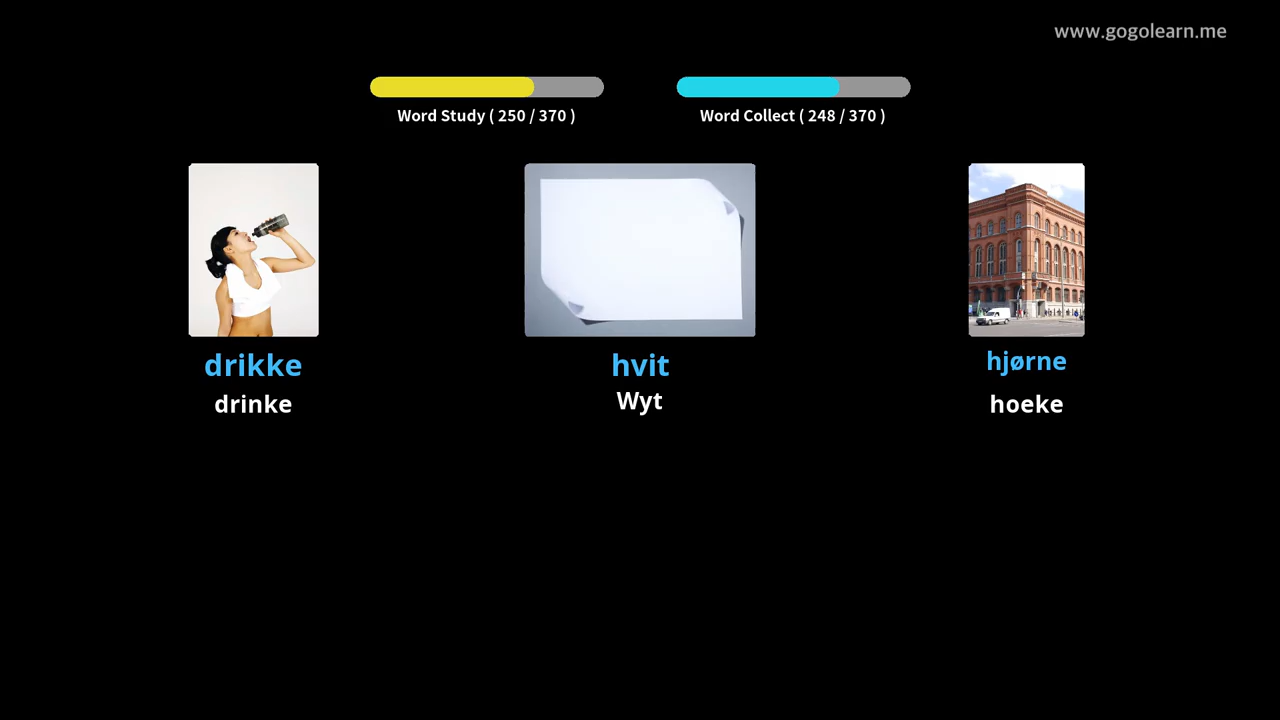 www.gogolearn.me
Word Study ( 250 / 370 )
Word Collect ( 248 / 370 )
drikke
drinke
hvit
Wyt
hjørne
hoeke